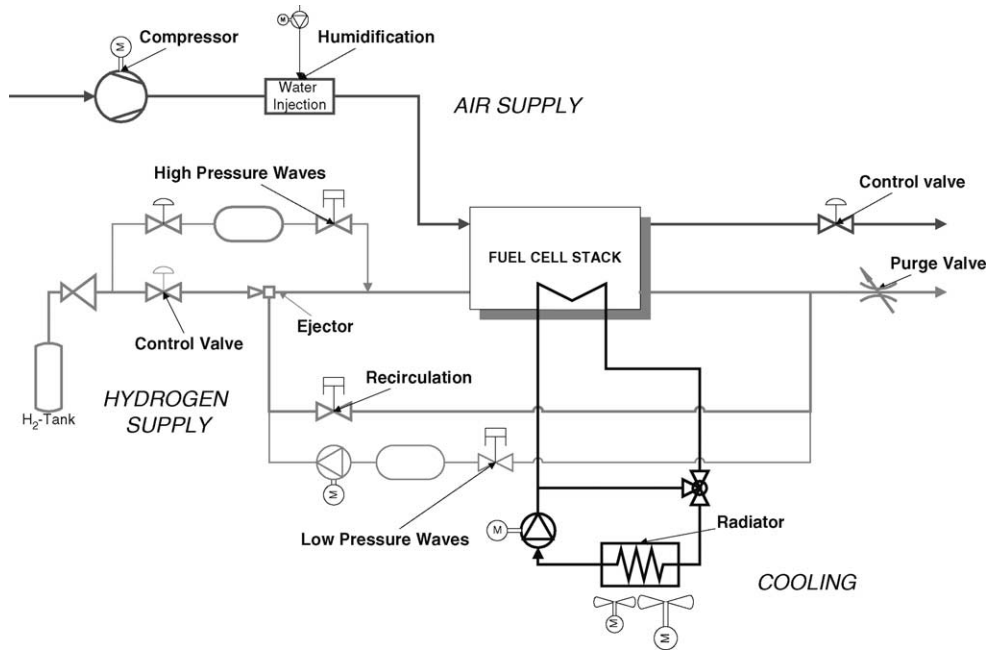 M
Compressor
M
Humidification
Water
Injection
AIR SUPPLY
High Pressure Waves
Control valve
FUEL CELL STACK
Purge Valve
Ejector
Control Valve
HYDROGEN
SUPPLY
H₂-Tank
Recirculation
M
Low Pressure Waves
M
Radiator
COOLING
M
M